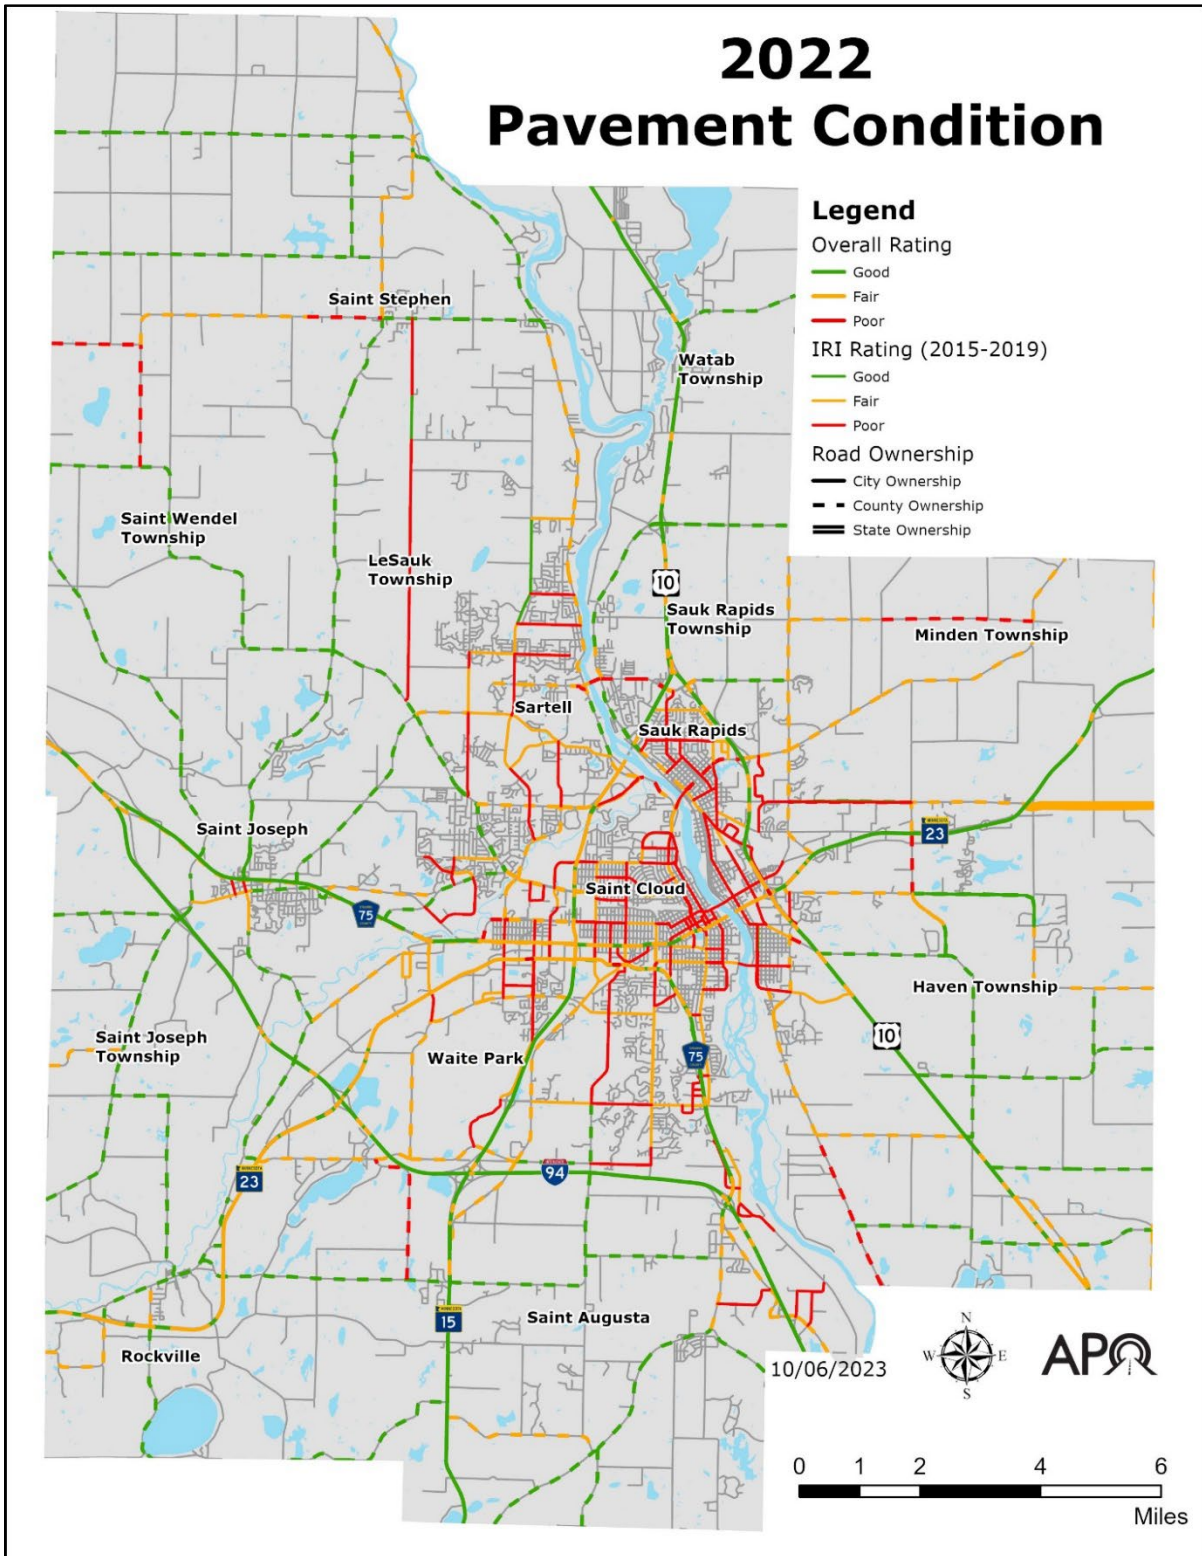 2022
Pavement Condition
Legend
Overall Rating
Good
Fair
Poor
IRI Rating (2015-2019)
Good
Fair
Poor
Road Ownership
City Ownership
County Ownership
State Ownership
Saint Stephen
Watab
Township
Saint Wendel
Township
LeSauk
Township
10
Sauk Rapids
Township
Minden Township
Sartell
Sauk Rapids
Saint Joseph
23
Saint Cloud
75
Haven Township
Saint Joseph
Township
Waite Park
75
10
23
94
15
Saint Augusta
Rockville
10/06/2023
N
W
E
S
APO
0
1
2
4
6
Miles